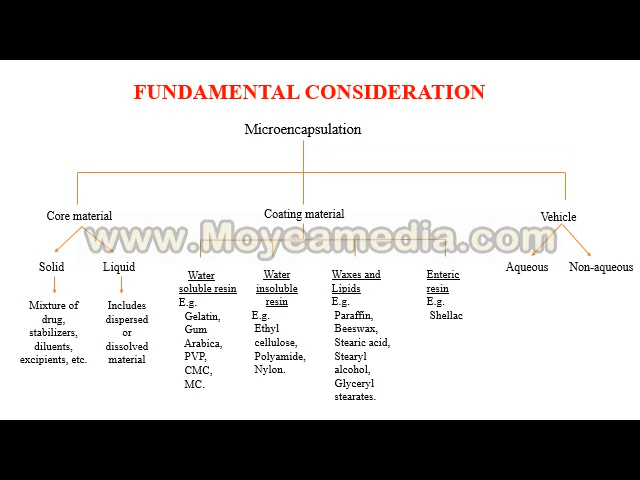 FUNDAMENTAL CONSIDERATION
Microencapsulation
Core material
Coating material
Vehicle
www.Moyeamedia.com
Solid
Liquid
Aqueous
Non-aqueous
Mixture of
drug,
stabilizers,
diluents,
excipients, etc.
Includes
dispersed
or
dissolved
material
Water
soluble resin
E.g.
Gelatin,
Gum
Arabica,
PVP,
CMC,
MC.
Water
insoluble
resin
E.g.
Ethyl
cellulose,
Polyamide,
Nylon.
Waxes and
Lipids
E.g.
Paraffin,
Beeswax,
Stearic acid,
Stearyl
alcohol,
Glyceryl
stearates.
Enteric
resin
E.g.
Shellac